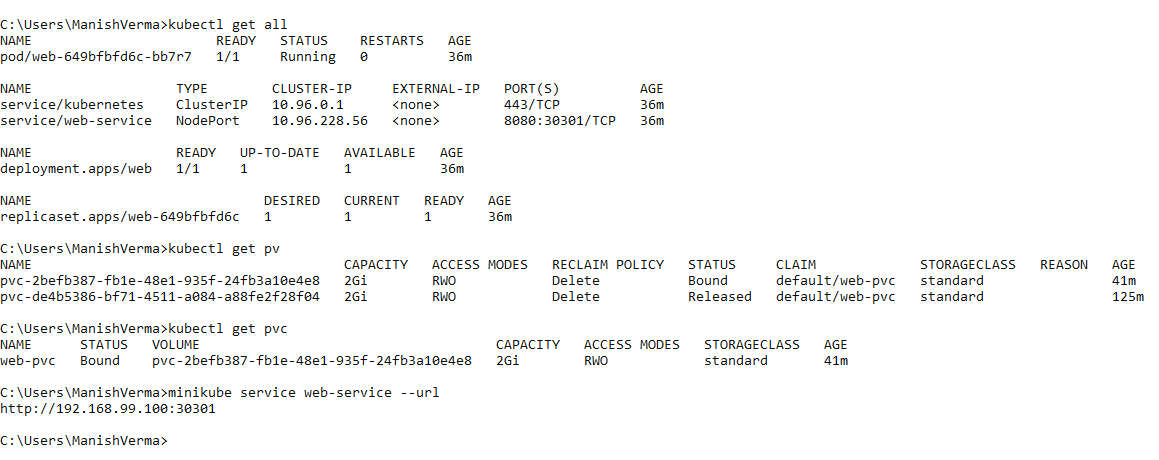 C:\Users\ManishVerma>kubectl get all
NAME READY STATUS RESTARTS AGE
pod/web-649bfbfd6c-bb7r7 1/1 Running 0 36m
NAME TYPE CLUSTER-IP EXTERNAL-IP PORT(S) AGE
service/kubernetes ClusterIP 10.96.0.1 <none> 443/TCP 36m
service/web-service NodePort 10.96.228.56 <none> 8080:30301/TCP 36m
NAME READY UP-TO-DATE AVAILABLE AGE
deployment.apps/web 1/1 1 1 36m
NAME DESIRED CURRENT READY AGE
replicaset.apps/web-649bfbfd6c 1 1 1 36m
C:\Users\ManishVerma>kubectl get pv
NAME CAPACITY ACCESS MODES RECLAIM POLICY STATUS CLAIM STORAGECLASS REASON AGE
pvc-2befb387-fb1e-48e1-935f-24fb3a10e4e8 2Gi RWO Delete Bound default/web-pvc standard 41m
pvc-de4b5386-bf71-4511-a084-a88fe2f28f04 2Gi RWO Delete Released default/web-pvc standard 125m
C:\Users\ManishVerma>kubectl get pvc
NAME STATUS VOLUME CAPACITY ACCESS MODES STORAGECLASS AGE
web-pvc Bound pvc-2befb387-fb1e-48e1-935f-24fb3a10e4e8 2Gi RWO standard 41m
C:\Users\ManishVerma>minikube service web-service --url
http://192.168.99.100:30301
C:\Users\ManishVerma>